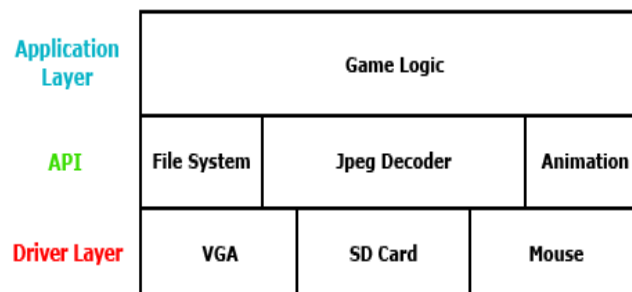 Application
Layer
Game Logic
API
File System
Jpeg Decoder
Animation
Driver Layer
VGA
SD Card
Mouse